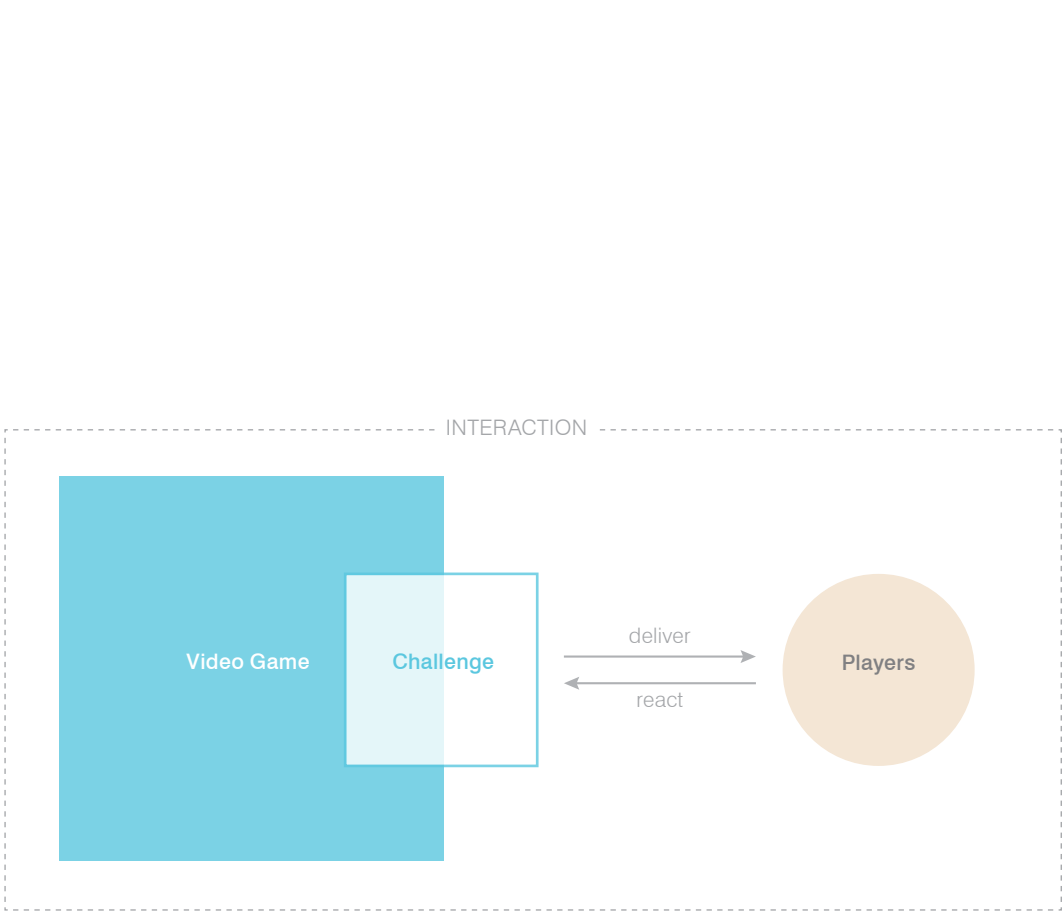 INTERACTION
deliver
Video Game
Challenge
Players
react